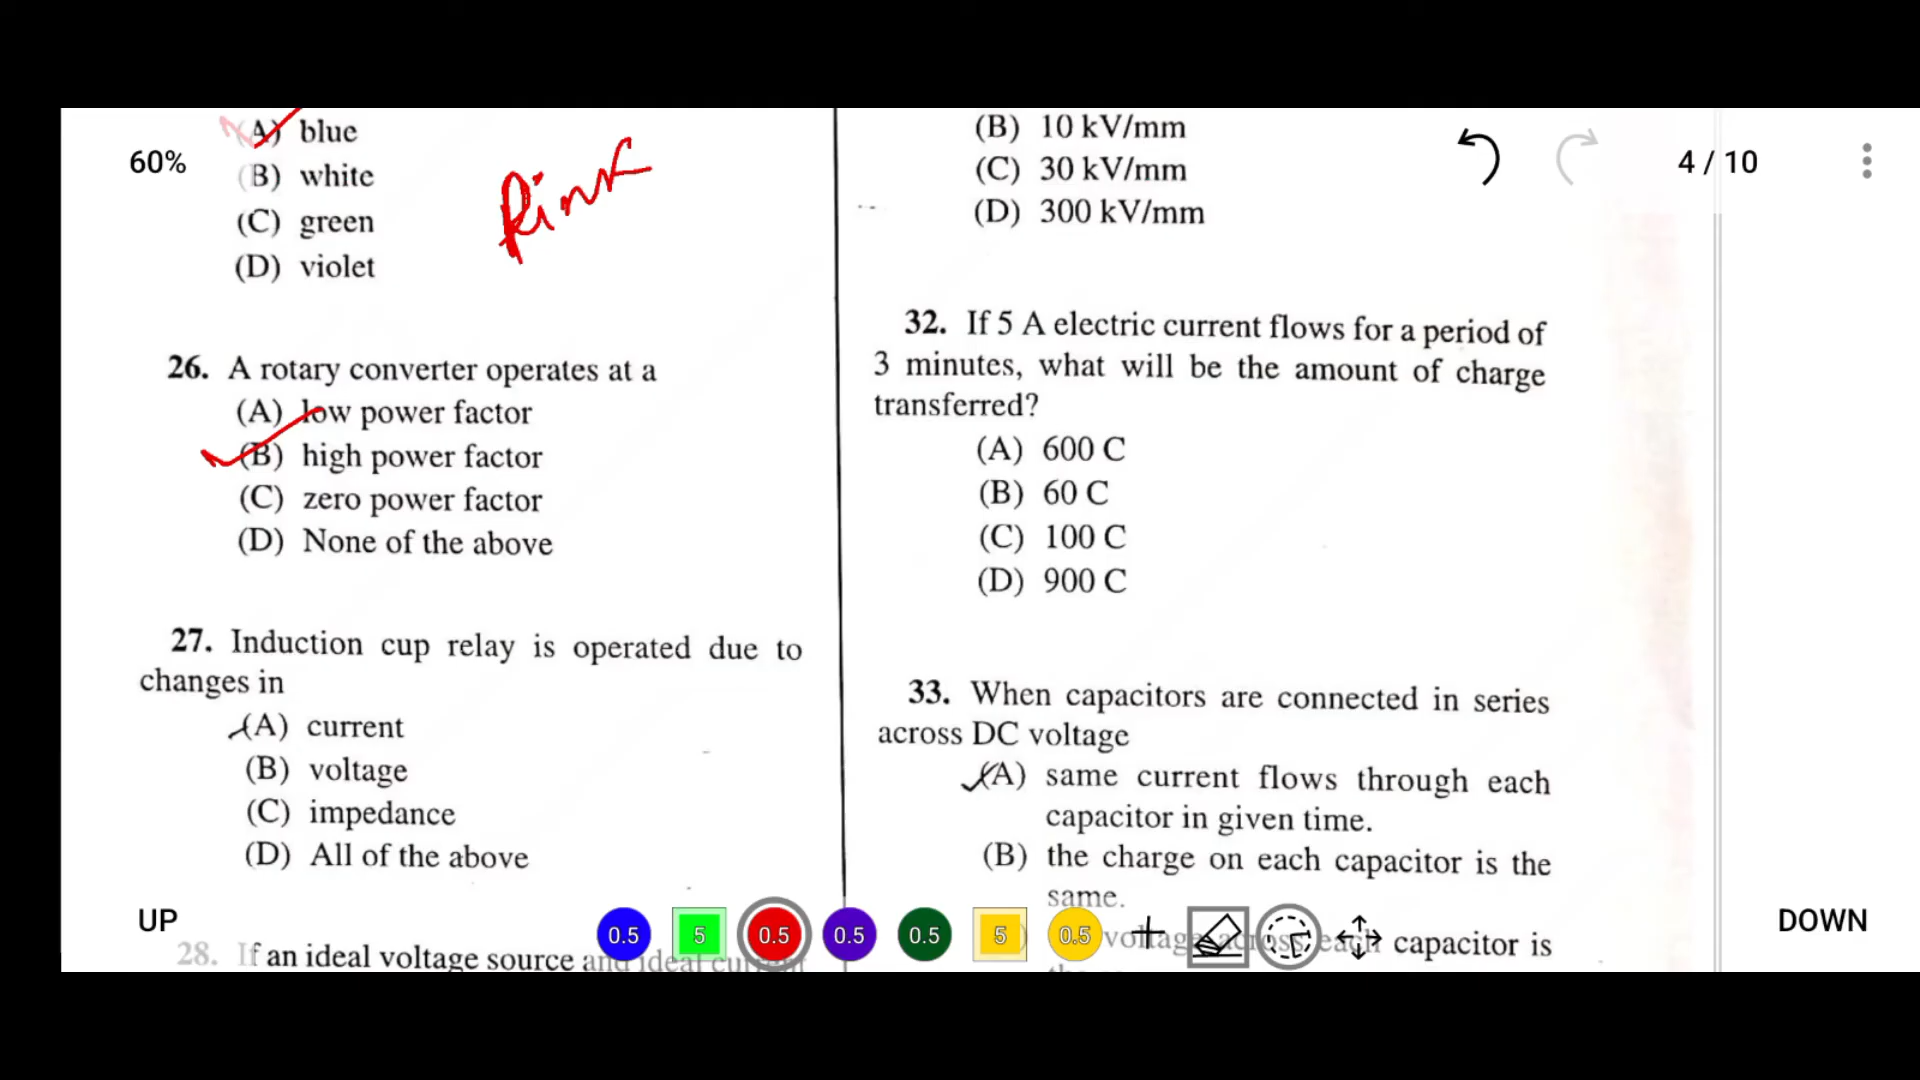 60%
(A) blue
(B) white
(C) green
(D) violet
Pink
26. A rotary converter operates at a
(A) low power factor
(B) high power factor
(C) zero power factor
(D) None of the above
27. Induction cup relay is operated due to
changes in
(A) current
(B) voltage
(C) impedance
(D) All of the above
28. If an ideal voltage source and ideal current
(B) 10 kV/mm
(C) 30 kV/mm
(D) 300 kV/mm
32. If 5 A electric current flows for a period of
3 minutes, what will be the amount of charge
transferred?
(A) 600 C
(B) 60 C
(C) 100 C
(D) 900 C
33. When capacitors are connected in series
across DC voltage
(A) same current flows through each
capacitor in given time.
(B) the charge on each capacitor is the
same.
voltage across each capacitor is
4 / 10
UP
0.5 5 0.5 0.5 0.5 5 0.5
DOWN